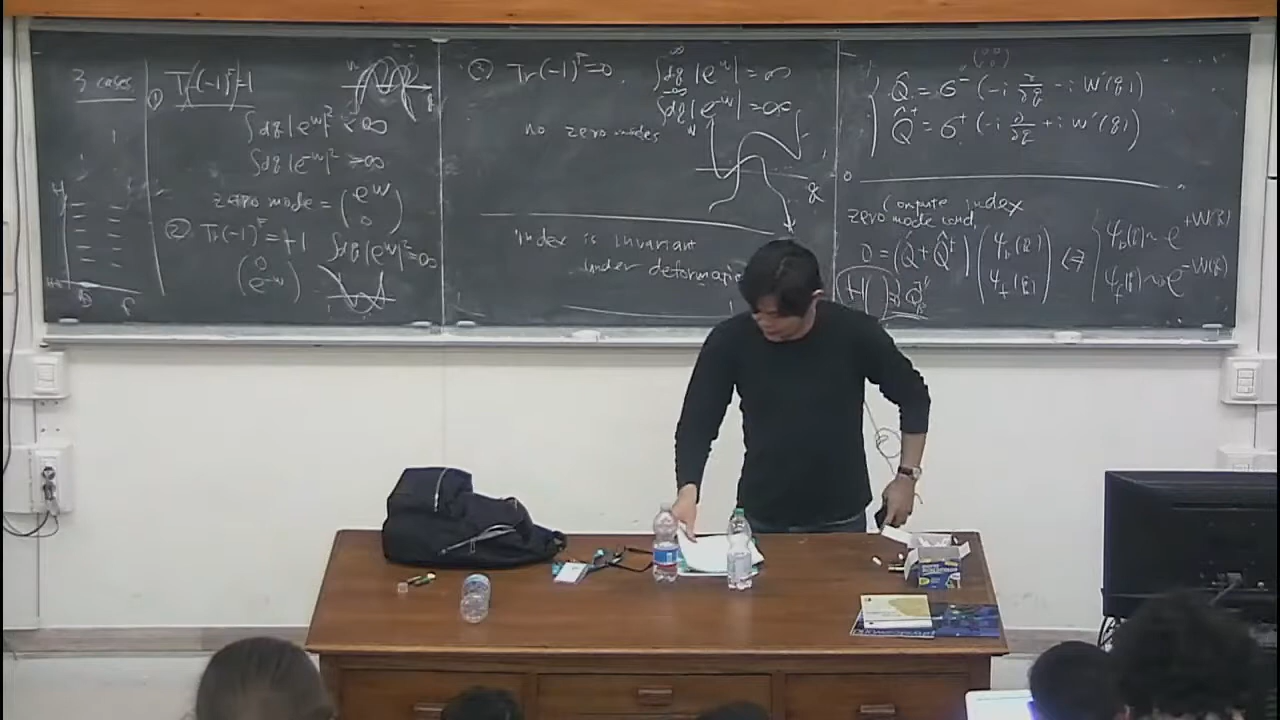 3 cases
① Tr(-1)^F = 1
∫dq |e^W|² < ∞
∫dq |e^-W|² = ∞
zero mode = (e^W
0)
② Tr(-1)^F = +1
∫dq |e^W|² = ∞
(0
e^-W)
B F
Tr(-1)^F = 0.
∫dq |e^W| = ∞
∫dq |e^-W| = ∞
no zero modes
W
q
index is invariant
under deformation
Q̂ = σ^- (-i ∂/∂q - i W'(q))
Q̂^† = σ^+ (-i ∂/∂q + i W'(q))
Compute index
zero mode cond.
0 = (Q̂ + Q̂^†) (ψ_b(q)
ψ_f(q)) ⇔ { ψ_b(q) ~ e^+W(q)
ψ_f(q) ~ e^-W(q)